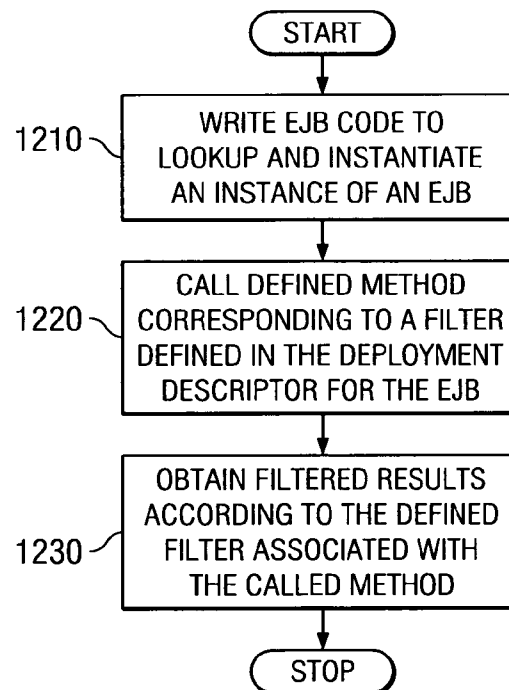 START
1210
WRITE EJB CODE TO
LOOKUP AND INSTANTIATE
AN INSTANCE OF AN EJB
1220
CALL DEFINED METHOD
CORRESPONDING TO A FILTER
DEFINED IN THE DEPLOYMENT
DESCRIPTOR FOR THE EJB
1230
OBTAIN FILTERED RESULTS
ACCORDING TO THE DEFINED
FILTER ASSOCIATED WITH
THE CALLED METHOD
STOP